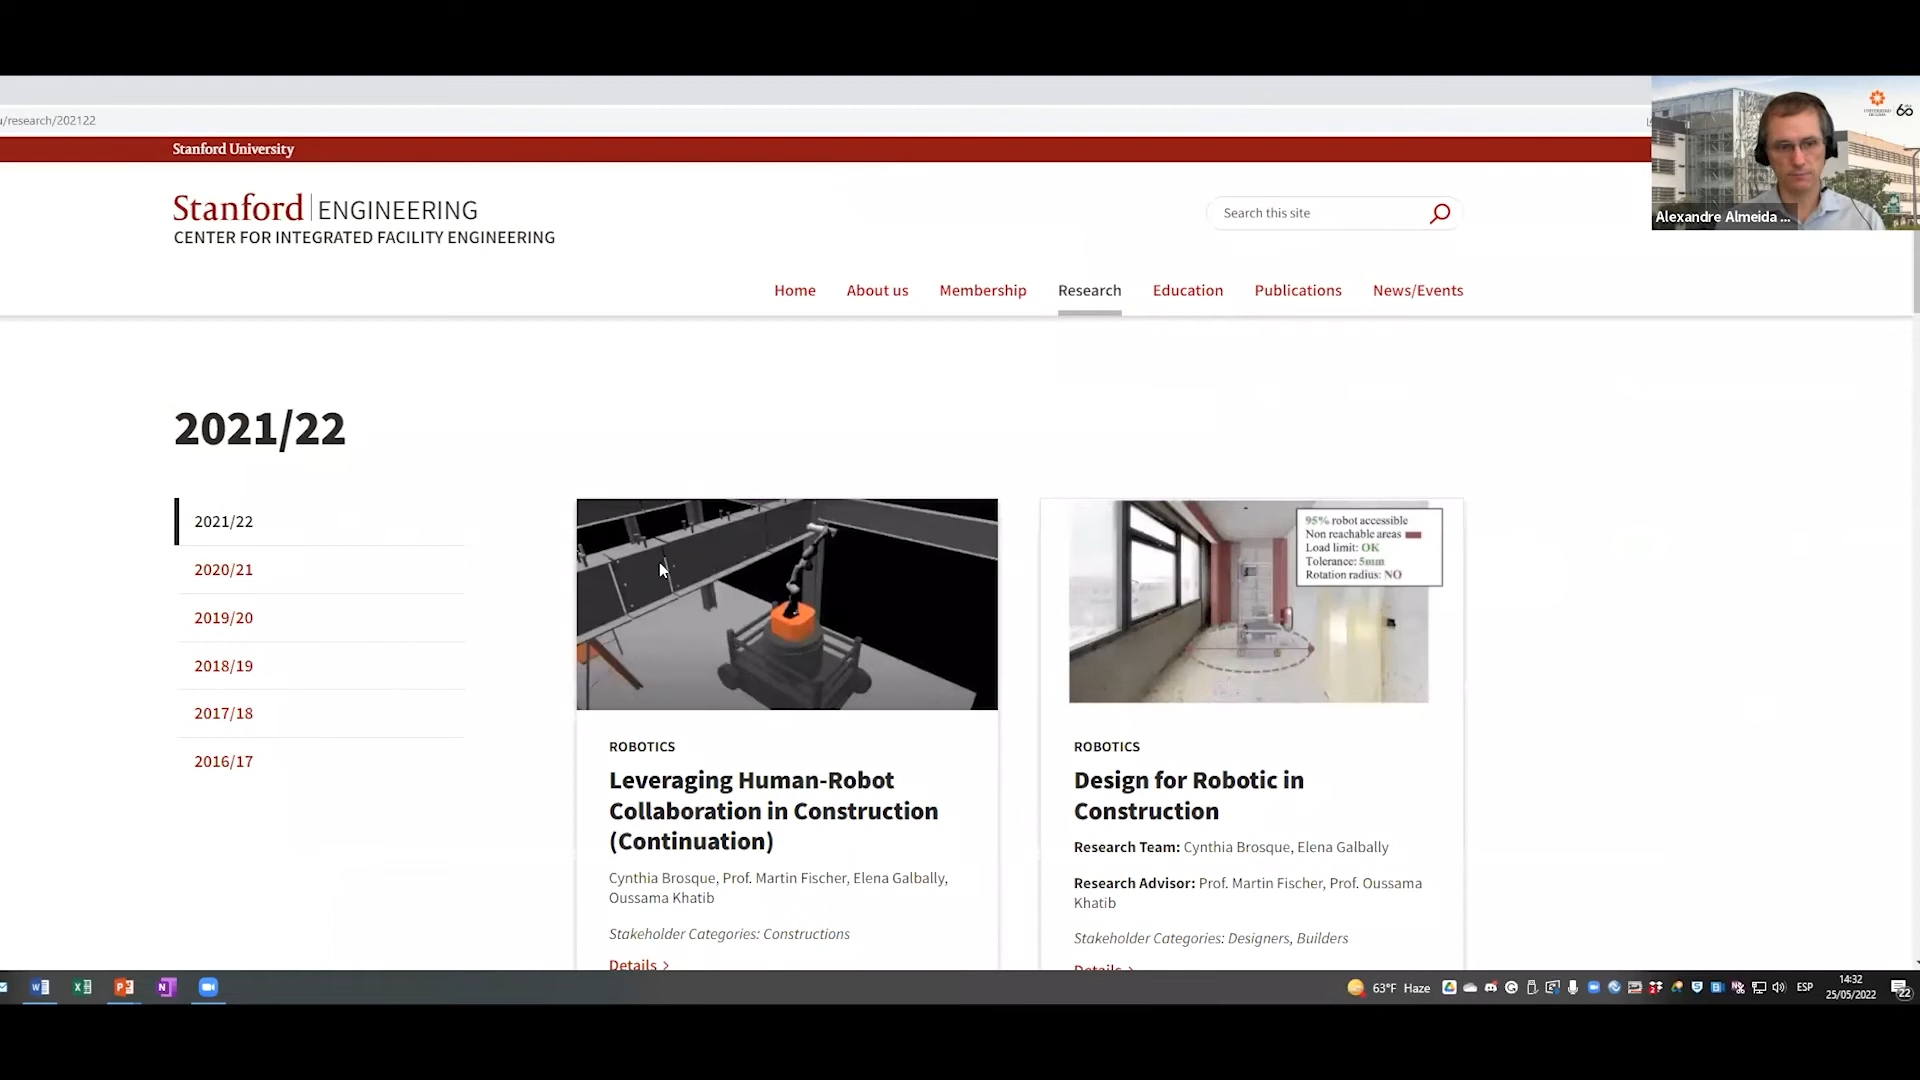 u/research/202122
Stanford University
Stanford | ENGINEERING
CENTER FOR INTEGRATED FACILITY ENGINEERING
Search this site
Alexandre Almeida ...
60
Home
About us
Membership
Research
Education
Publications
News/Events
2021/22
2021/22
2020/21
2019/20
2018/19
2017/18
2016/17
ROBOTICS
Leveraging Human-Robot
Collaboration in Construction
(Continuation)
Cynthia Brosque, Prof. Martin Fischer, Elena Galbally,
Oussama Khatib
Stakeholder Categories: Constructions
Details >
95% robot accessible
Non reachable areas
Load limit: OK
Tolerance: 5mm
Rotation radius: NO
ROBOTICS
Design for Robotic in
Construction
Research Team: Cynthia Brosque, Elena Galbally
Research Advisor: Prof. Martin Fischer, Prof. Oussama
Khatib
Stakeholder Categories: Designers, Builders
Details >
63°F Haze
ESP
14:32
25/05/2022
22